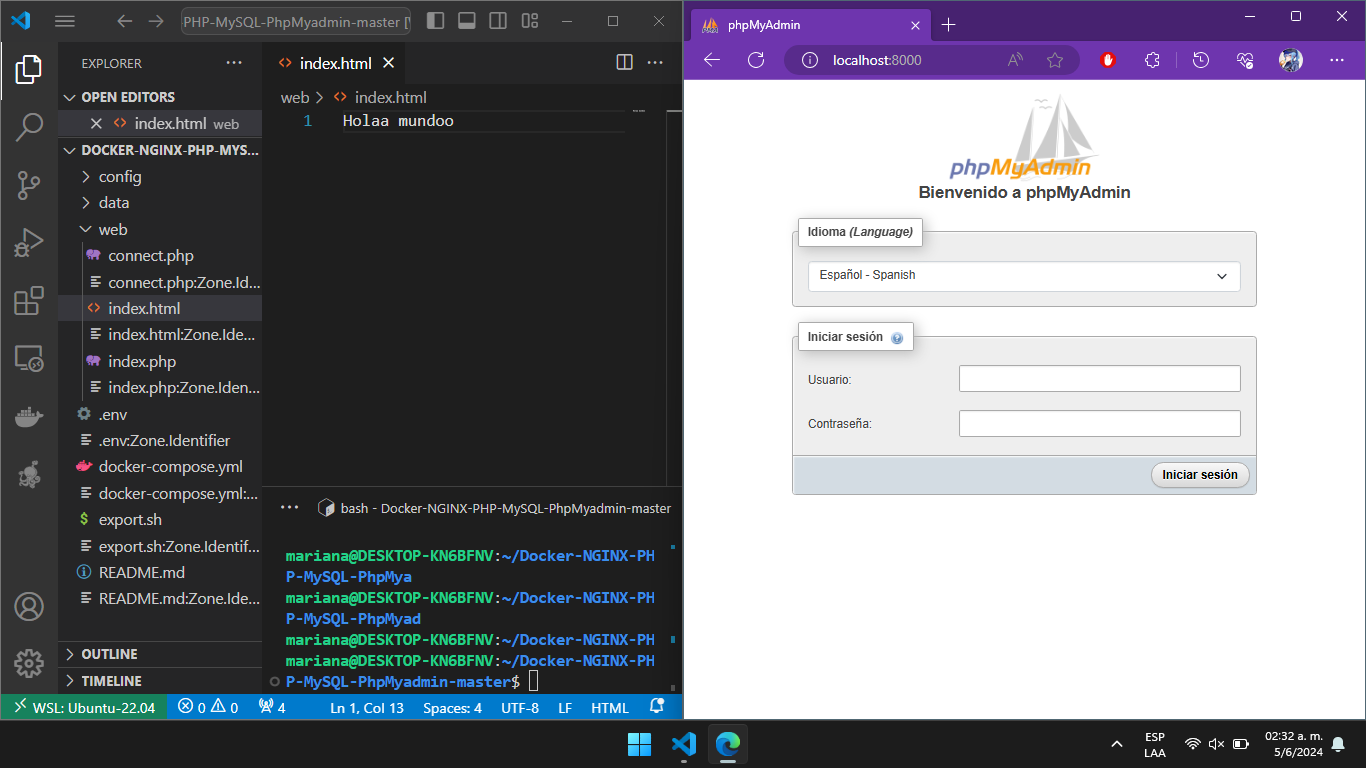 PHP-MySQL-PhpMyadmin-master [W
EXPLORER
OPEN EDITORS
index.html web
DOCKER-NGINX-PHP-MYS...
config
data
web
connect.php
connect.php:Zone.Id...
index.html
index.html:Zone.Ide...
index.php
index.php:Zone.Iden...
.env
.env:Zone.Identifier
docker-compose.yml
docker-compose.yml:...
export.sh
export.sh:Zone.Identif...
README.md
README.md:Zone.Ide...
OUTLINE
TIMELINE
index.html
web > index.html
1 Holaa mundoo
bash - Docker-NGINX-PHP-MySQL-PhpMyadmin-master
mariana@DESKTOP-KN6BFNV:~/Docker-NGINX-PH
P-MySQL-PhpMya
mariana@DESKTOP-KN6BFNV:~/Docker-NGINX-PH
P-MySQL-PhpMyad
mariana@DESKTOP-KN6BFNV:~/Docker-NGINX-PH
mariana@DESKTOP-KN6BFNV:~/Docker-NGINX-PH
P-MySQL-PhpMyadmin-master$
WSL: Ubuntu-22.04 0 0 4 Ln 1, Col 13 Spaces: 4 UTF-8 LF HTML
phpMyAdmin
localhost:8000
phpMyAdmin
Bienvenido a phpMyAdmin
Idioma (Language)
Español - Spanish
Iniciar sesión
Usuario:
Contraseña:
Iniciar sesión
ESP
LAA
02:32 a. m.
5/6/2024